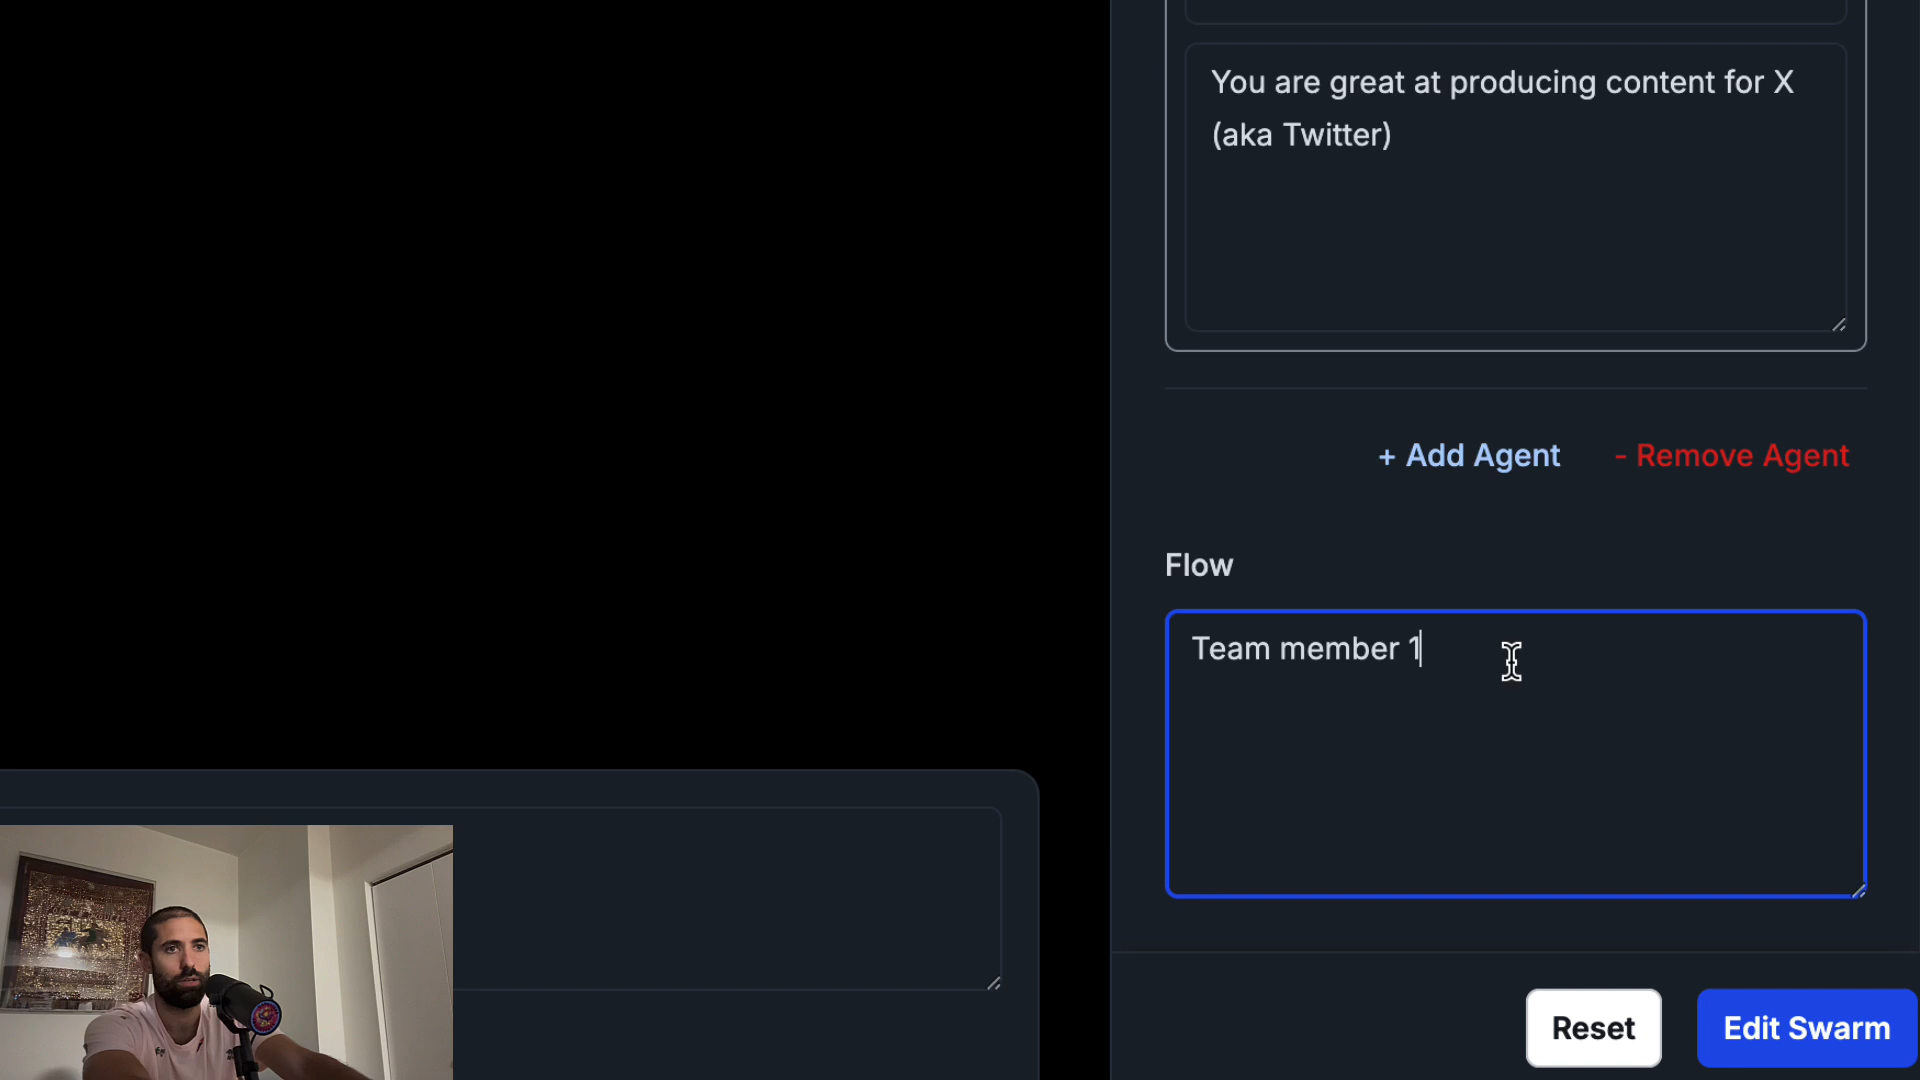 You are great at producing content for X
(aka Twitter)
+ Add Agent
- Remove Agent
Flow
Team member 1
Reset
Edit Swarm